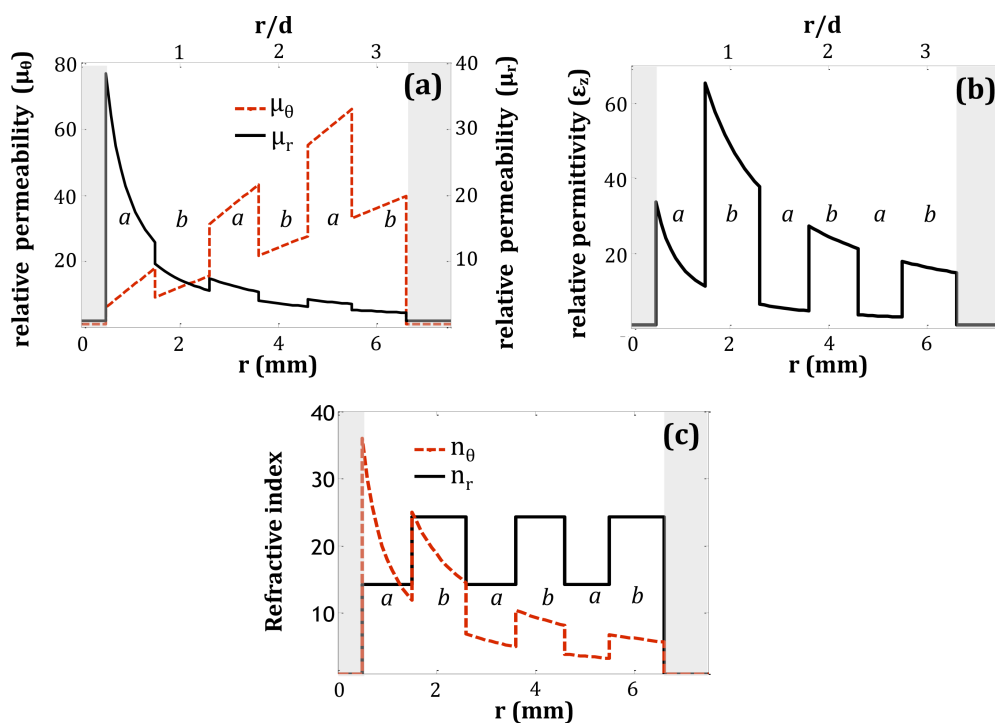 r/d
1 2 3
80 60 40 20
relative permeability (μθ)
40 30 20 10
relative permeability (μr)
(a)
μθ
μr
a b a b a b
0 2 4 6
r (mm)
r/d
1 2 3
60 40 20
relative permittivity (εz)
(b)
a b a b a b
0 2 4 6
r (mm)
40 30 20 10
Refractive index
(c)
nθ
nr
a b a b a b
0 2 4 6
r (mm)